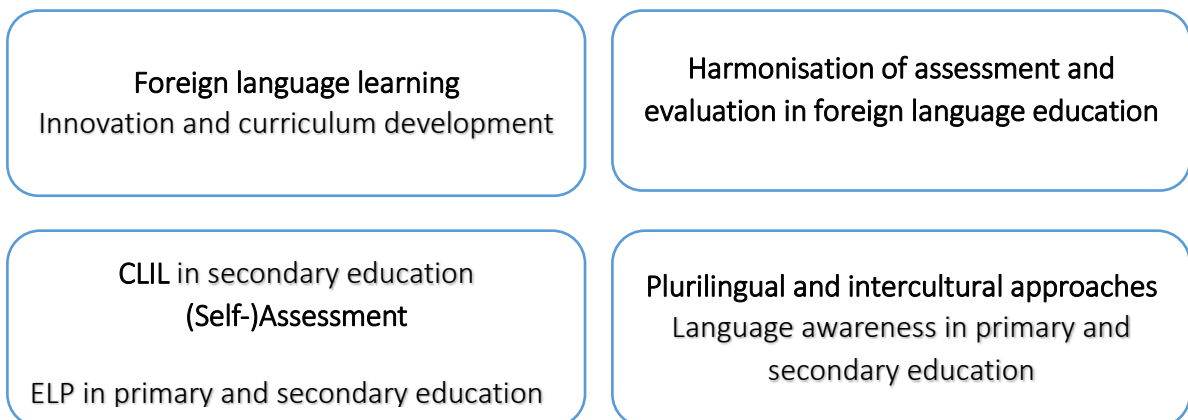 Foreign language learning
Innovation and curriculum development
Harmonisation of assessment and
evaluation in foreign language education
CLIL in secondary education
(Self-)Assessment
ELP in primary and secondary education
Plurilingual and intercultural approaches
Language awareness in primary and
secondary education